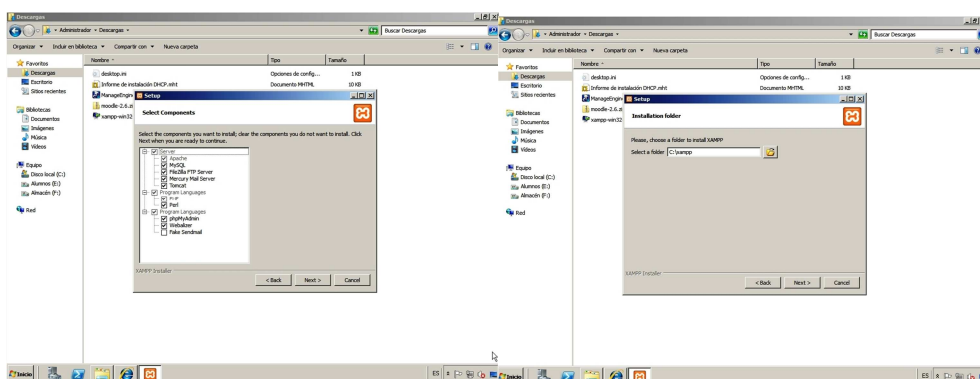 Descargas
Administrador ▸ Descargas ▸
Buscar Descargas
Organizar
Incluir en biblioteca
Compartir con
Nueva carpeta
Nombre
Tipo
Tamaño
Favoritos
Descargas
Escritorio
Sitios recientes
Bibliotecas
Documentos
Imágenes
Música
Vídeos
Equipo
Disco local (C:)
Alumnos (E:)
Almacén (F:)
Red
desktop.ini
Opciones de config...
1 KB
Informe de instalación DHCP.mht
Documento MHTML
10 KB
ManageEngin
moodle-2.6.z
xampp-win32
Setup
Select Components
Select the components you want to install; clear the components you do not want to install. Click
Next when you are ready to continue.
Server
Apache
MySQL
FileZilla FTP Server
Mercury Mail Server
Tomcat
Program Languages
PHP
Perl
Program Languages
phpMyAdmin
Webalizer
Fake Sendmail
XAMPP Installer
< Back
Next >
Cancel
Inicio
ES
Descargas
Administrador ▸ Descargas ▸
Buscar Descargas
Organizar
Incluir en biblioteca
Compartir con
Nueva carpeta
Nombre
Tipo
Tamaño
Favoritos
Descargas
Escritorio
Sitios recientes
Bibliotecas
Documentos
Imágenes
Música
Vídeos
Equipo
Disco local (C:)
Alumnos (E:)
Almacén (F:)
Red
desktop.ini
Opciones de config...
1 KB
Informe de instalación DHCP.mht
Documento MHTML
10 KB
ManageEngin
moodle-2.6.z
xampp-win32
Setup
Installation folder
Please, choose a folder to install XAMPP
Select a folder
C:\xampp
XAMPP Installer
< Back
Next >
Cancel
Inicio
ES